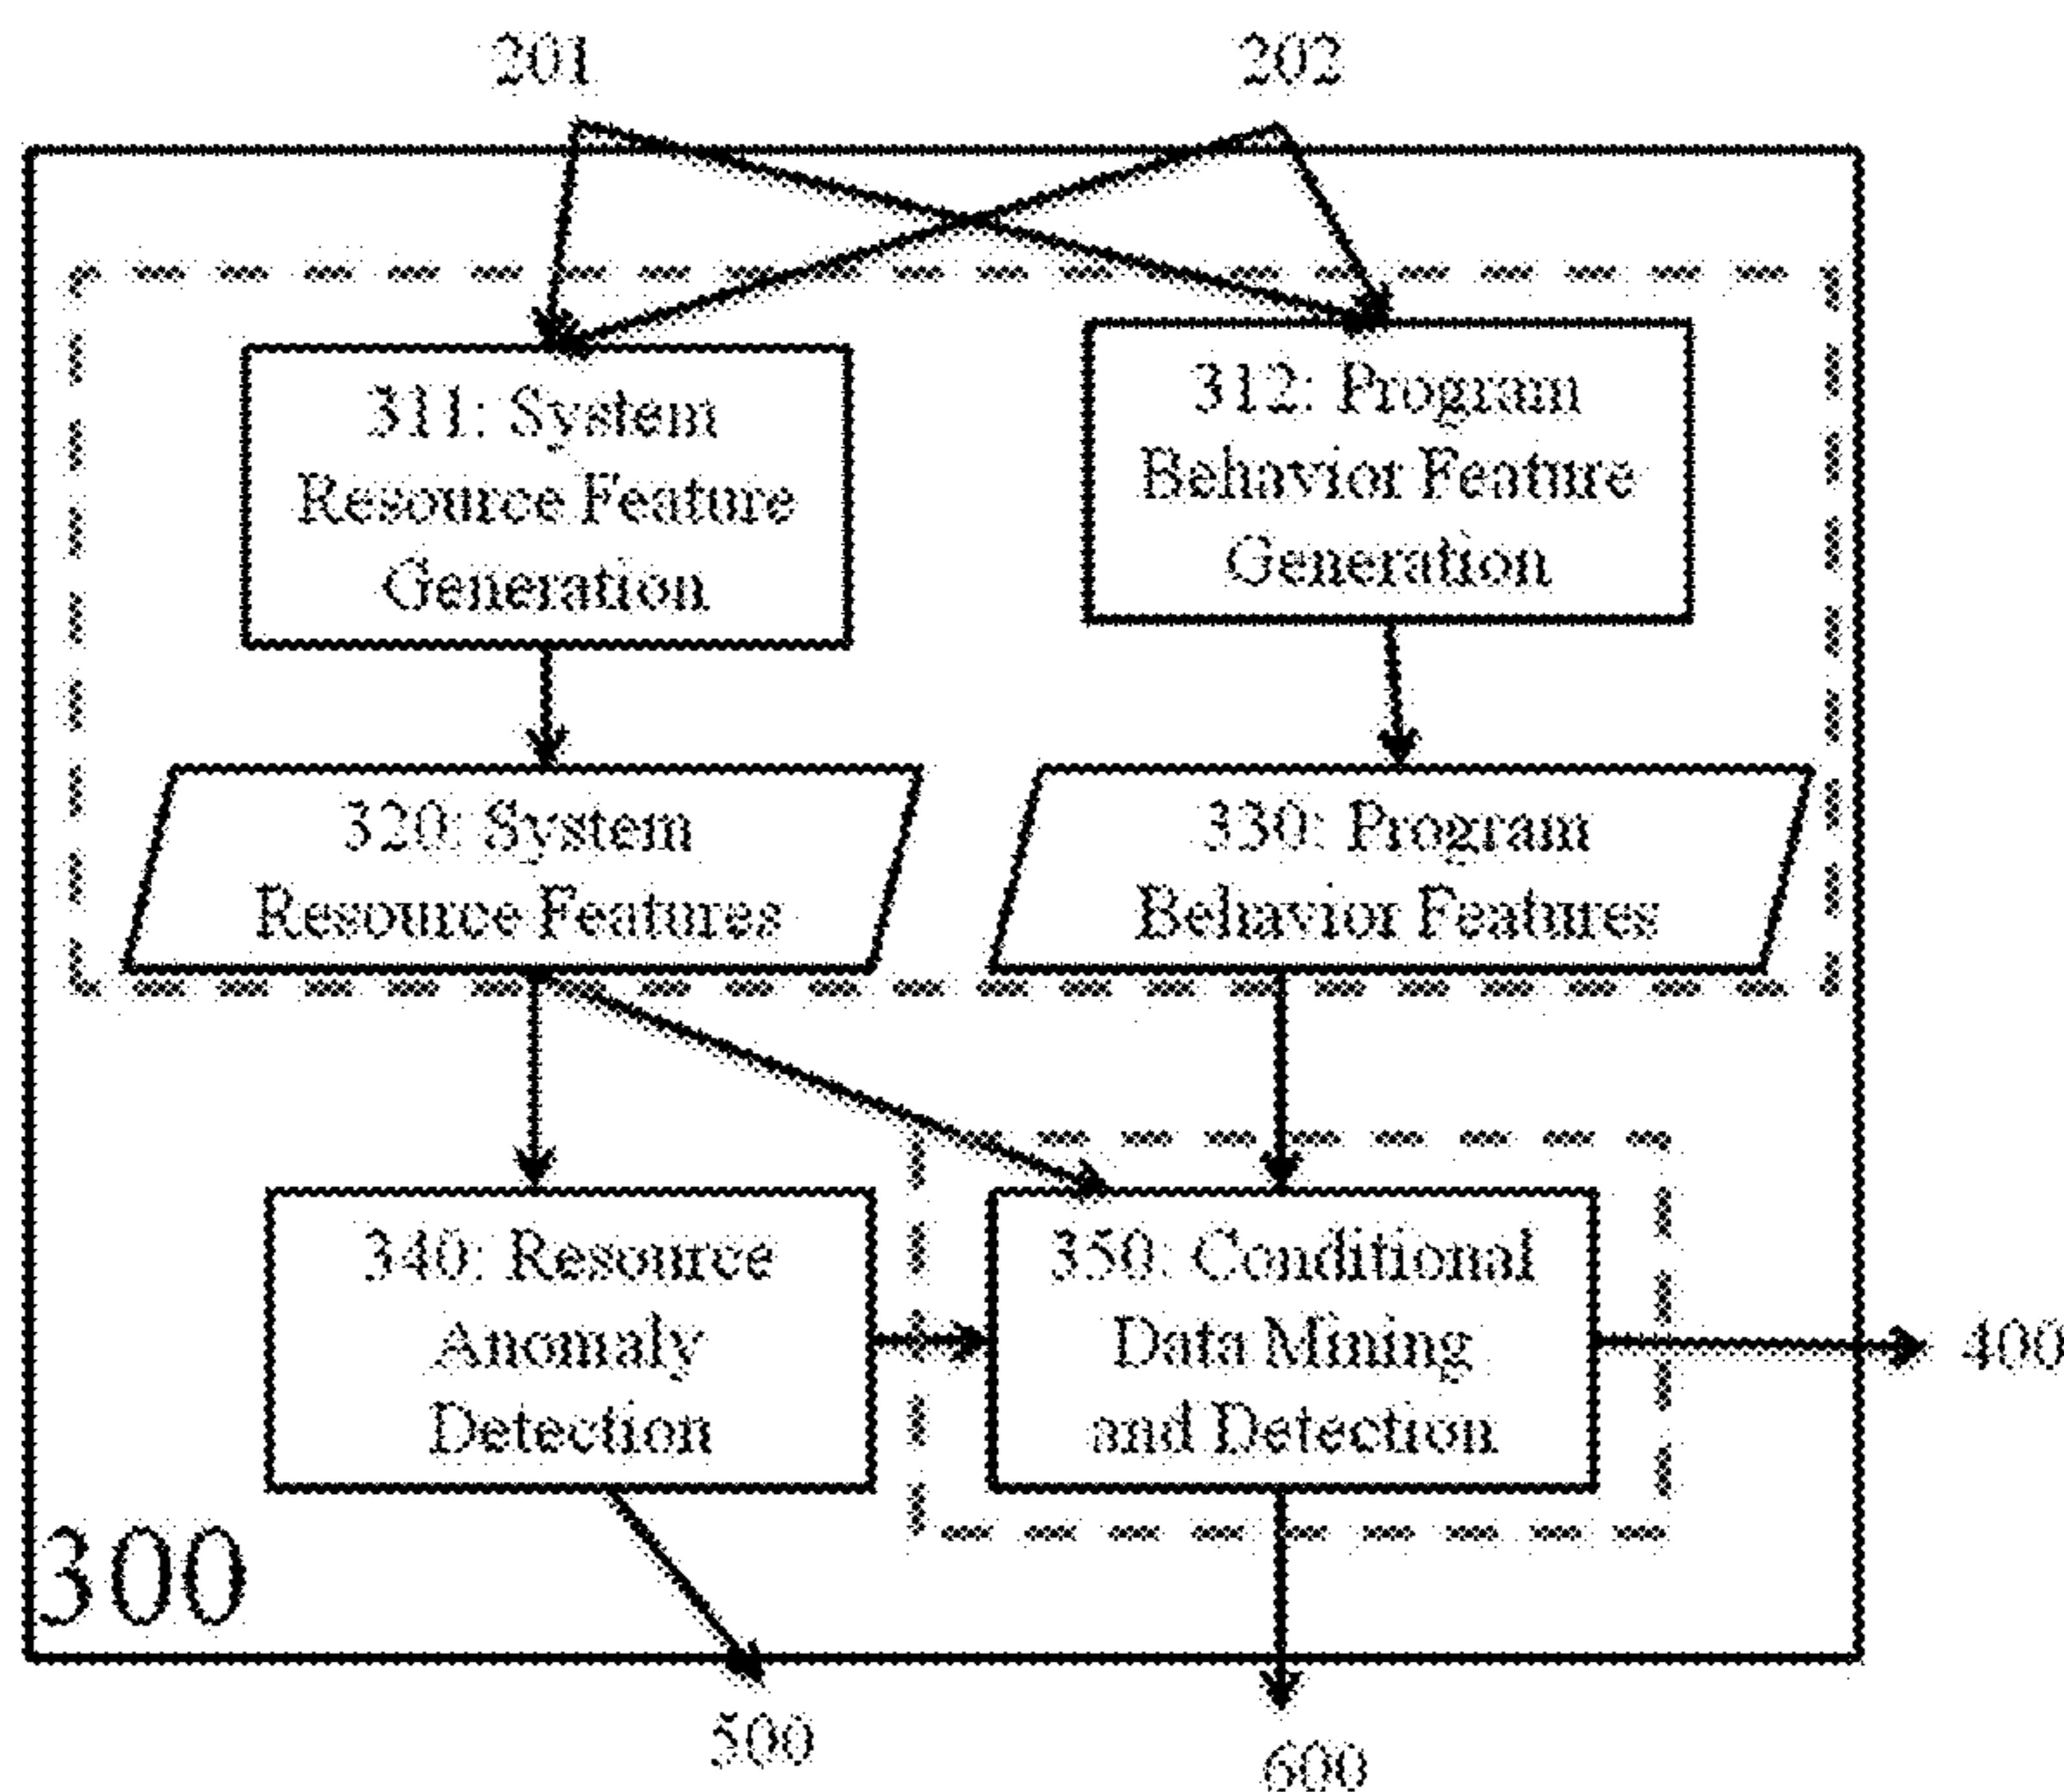 201
202
311: System
Resource Feature
Generation
312: Program
Behavior Feature
Generation
320: System
Resource Features
330: Program
Behavior Features
340: Resource
Anomaly
Detection
350: Conditional
Data Mining
and Detection
400
300
500
600